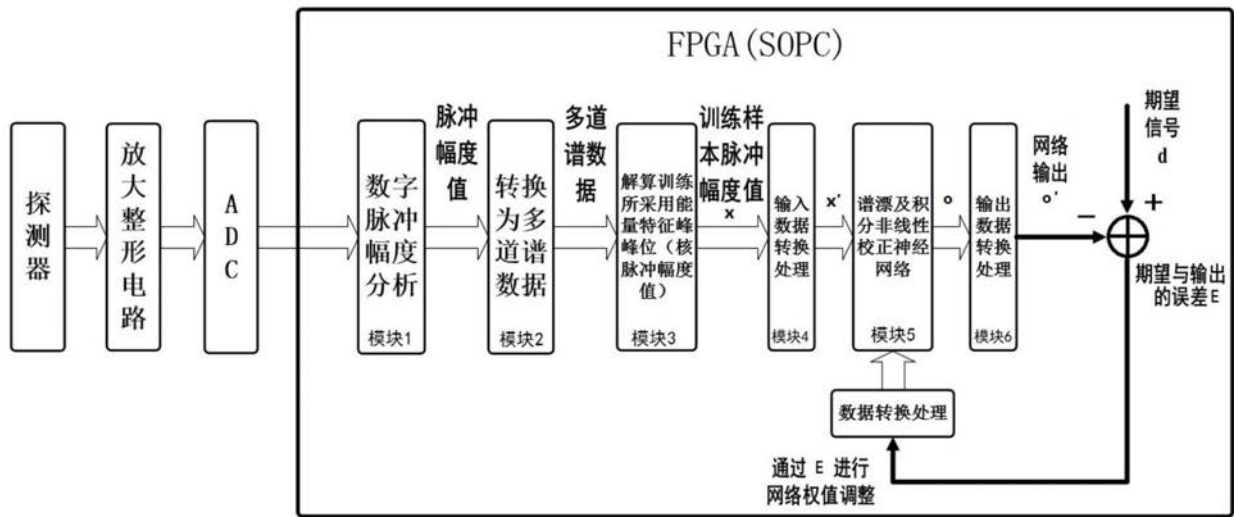 FPGA(SOPC)
探测器
放大整形电路
ADC
数字
脉冲
幅度
分析
模块1
脉冲
幅度
值
转换
为多
道谱
数据
模块2
多道
谱数
据
解算训练
所采用能
量特征峰
峰位（核
脉冲幅度
值）
模块3
训练样
本脉冲
幅度值
x
输入
数据
转换
处理
模块4
x'
谱漂及积
分非线性
校正神经
网络
模块5
o
输出
数据
转换
处理
模块6
网络
输出
o'
期望
信号
d
+
−
期望与输出
的误差E
数据转换处理
通过 E 进行
网络权值调整